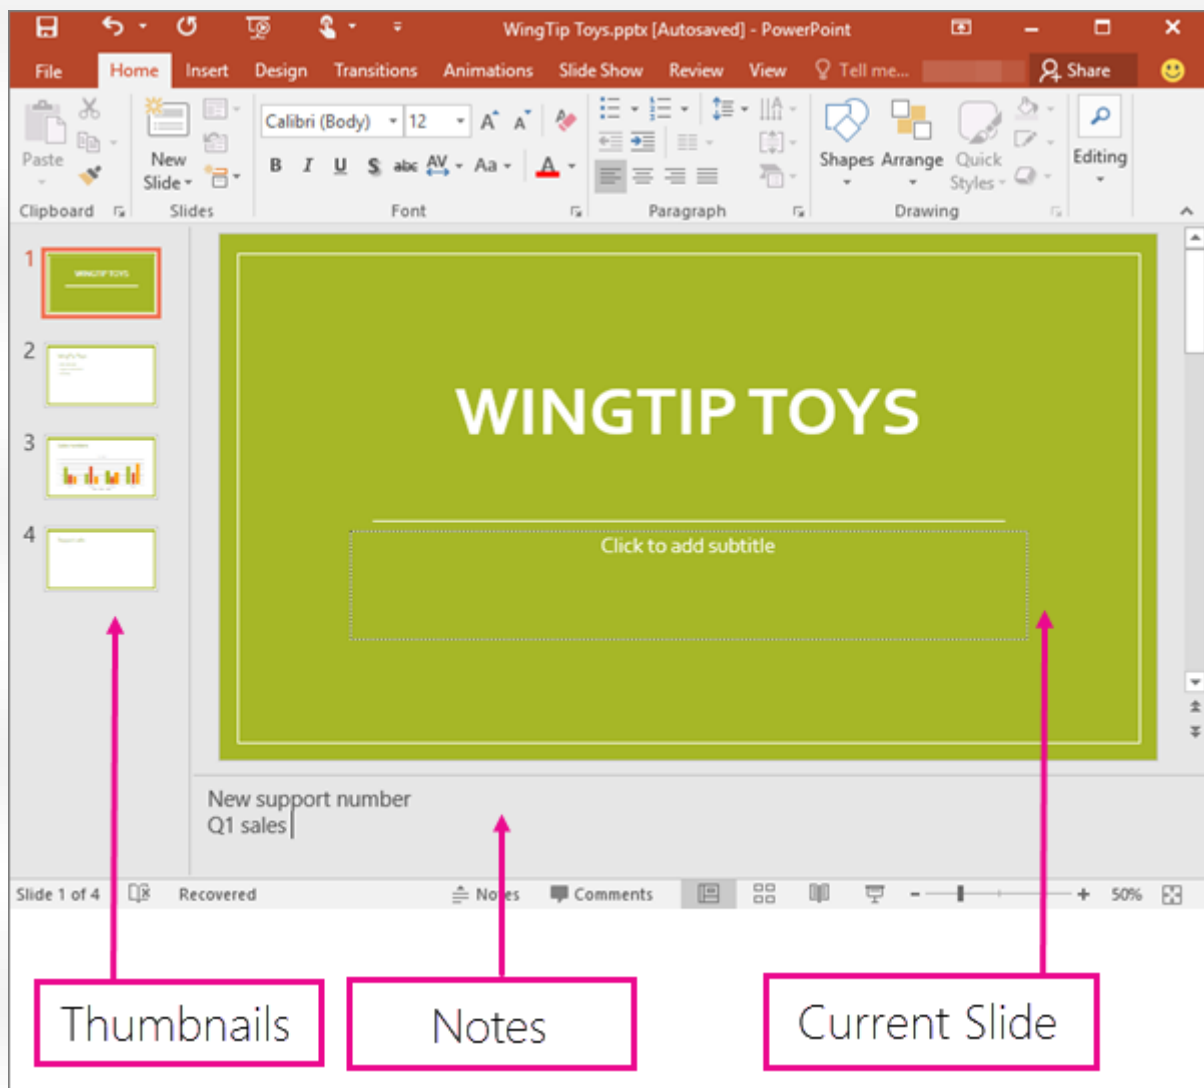 WingTip Toys.pptx [Autosaved] - PowerPoint
File Home Insert Design Transitions Animations Slide Show Review View Tell me... Share
Calibri (Body) 12
Paste New Slide B I U S abc AV Aa A Shapes Arrange Quick Styles Editing
Clipboard Slides Font Paragraph Drawing
1
WINGTIP TOYS
2
3
4
WINGTIP TOYS
Click to add subtitle
New support number
Q1 sales
Slide 1 of 4 Recovered Notes Comments 50%
Thumbnails Notes Current Slide